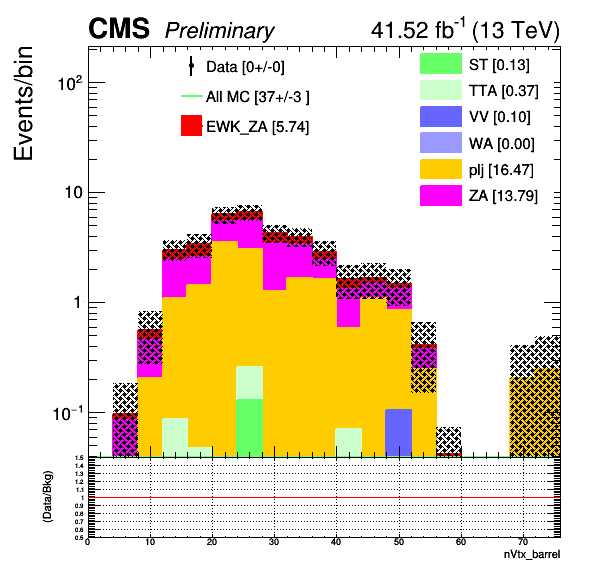 CMS Preliminary 41.52 fb-1 (13 TeV)
Events/bin
10²
10
1
10⁻¹
Data [0+/-0]
All MC [37+/-3 ]
EWK_ZA [5.74]
ST [0.13]
TTA [0.37]
VV [0.10]
WA [0.00]
plj [16.47]
ZA [13.79]
(Data/Bkg)
1.5
1.4
1.3
1.2
1.1
1
0.9
0.8
0.7
0.6
0.5
0 10 20 30 40 50 60 70
nVtx_barrel